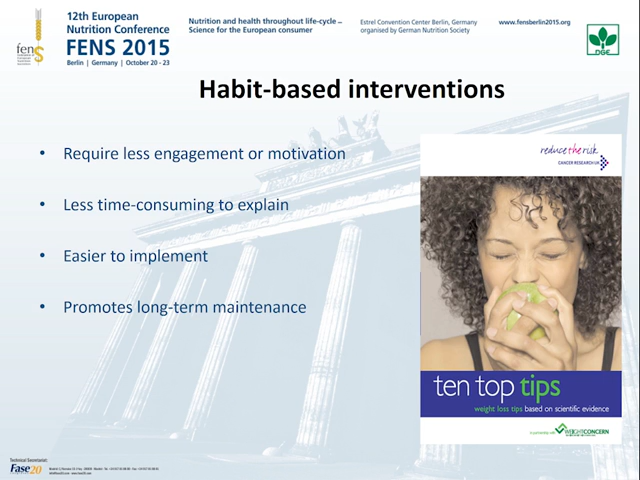 12th European
Nutrition Conference
FENS 2015
Berlin | Germany | October 20 - 23
fens
Nutrition and health throughout life-cycle –
Science for the European consumer
Estrel Convention Center Berlin, Germany
organised by German Nutrition Society
www.fensberlin2015.org
DGE
Habit-based interventions
• Require less engagement or motivation
• Less time-consuming to explain
• Easier to implement
• Promotes long-term maintenance
reduce the risk
CANCER RESEARCH UK
ten top tips
weight loss tips based on scientific evidence
in partnership with WEIGHTCONCERN
Technical Secretariat:
Fase20